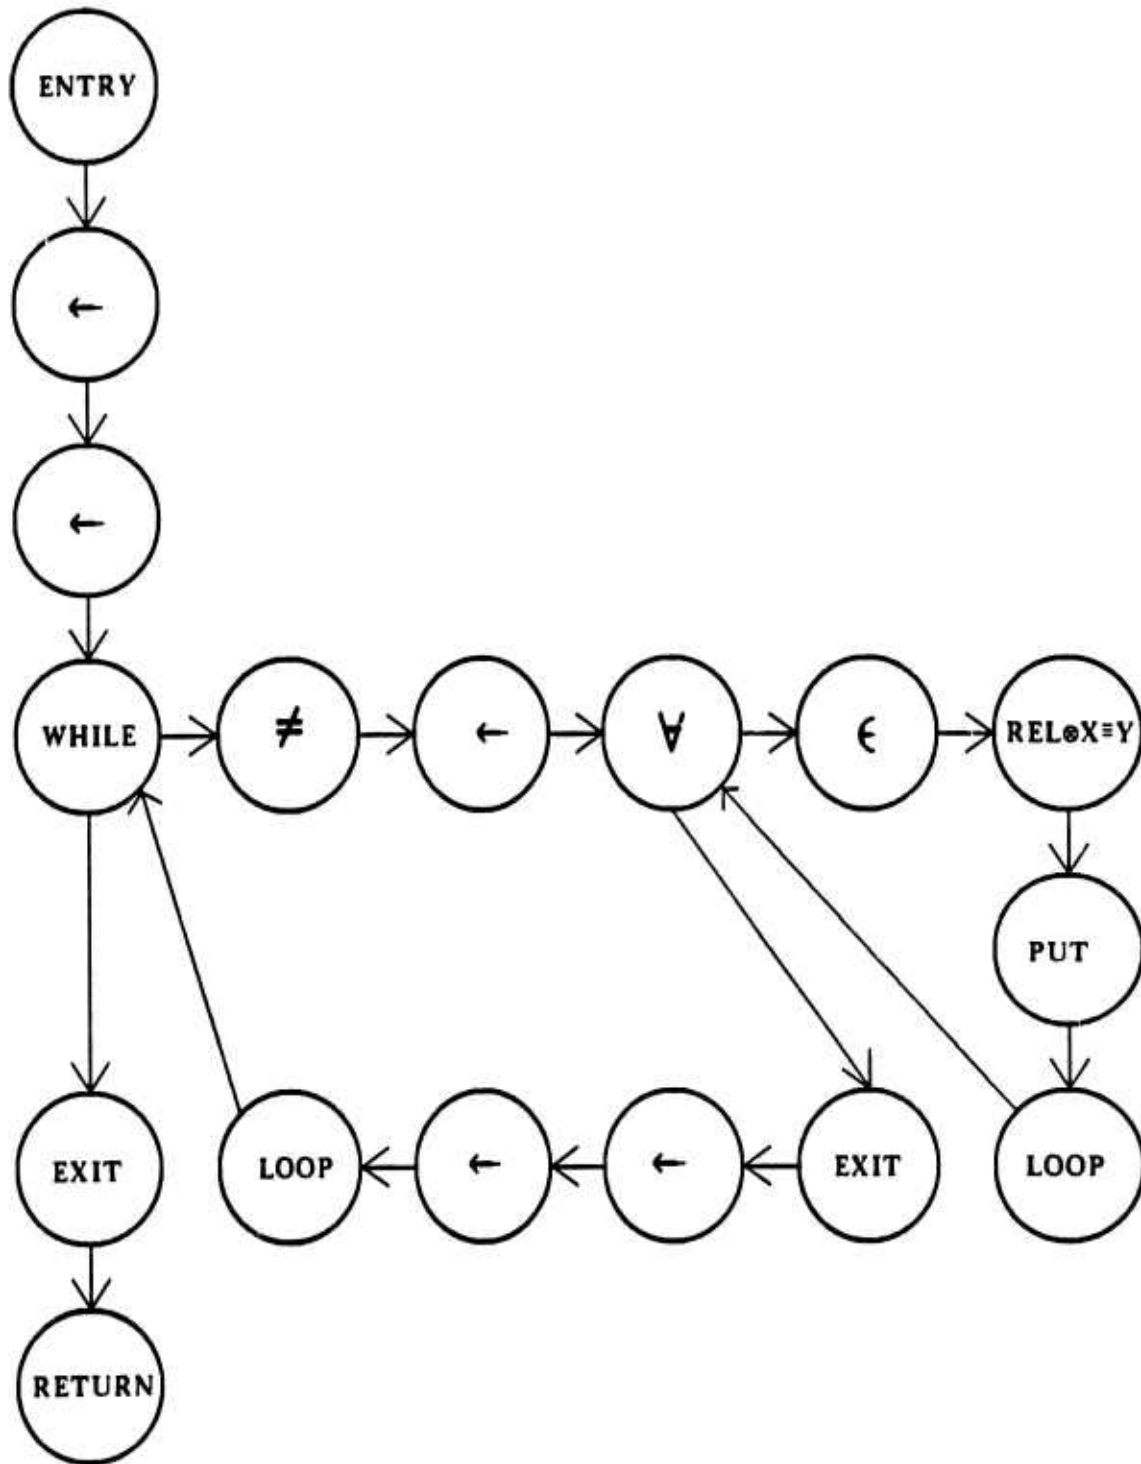 ENTRY
←
←
WHILE
≠
←
∀
ϵ
REL⊗X≡Y
PUT
EXIT
LOOP
←
←
EXIT
LOOP
RETURN